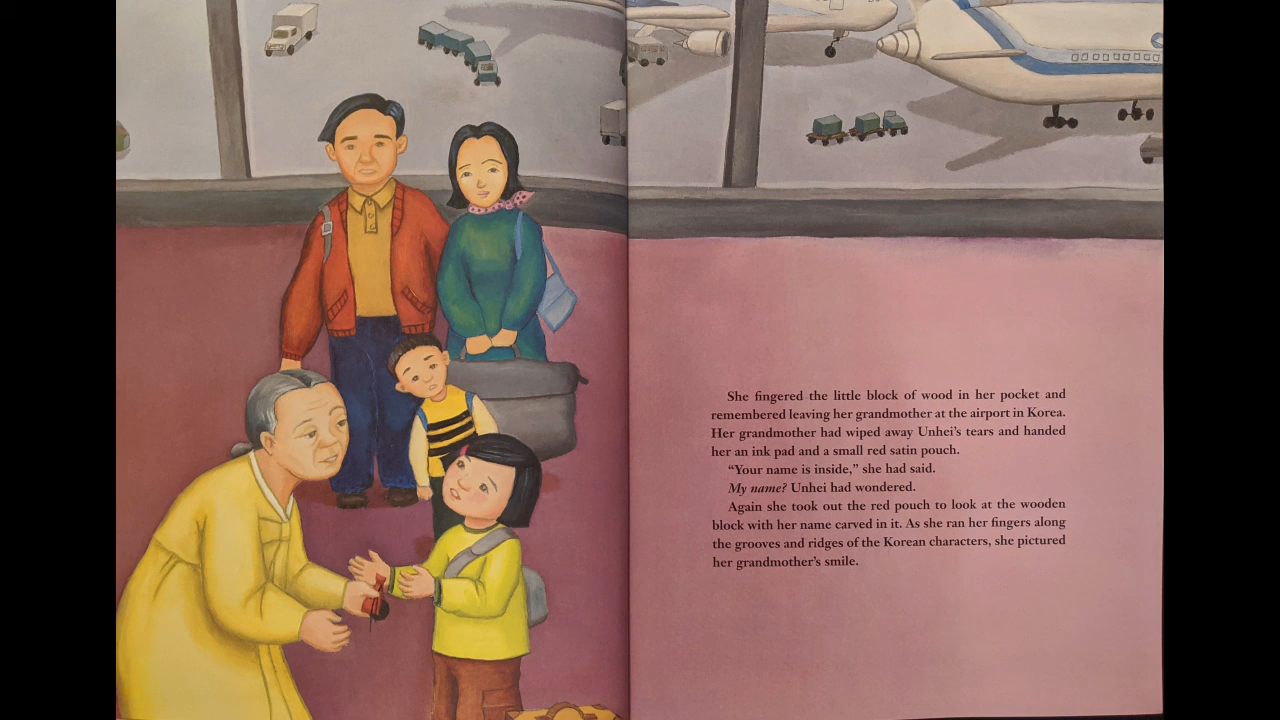 She fingered the little block of wood in her pocket and
remembered leaving her grandmother at the airport in Korea.
Her grandmother had wiped away Unhei’s tears and handed
her an ink pad and a small red satin pouch.
“Your name is inside,” she had said.
My name? Unhei had wondered.
Again she took out the red pouch to look at the wooden
block with her name carved in it. As she ran her fingers along
the grooves and ridges of the Korean characters, she pictured
her grandmother’s smile.